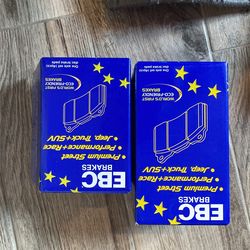 EBC
BRAKES
•Premium Street
•Performance+Race
•Jeep, Truck+SUV
WORLD'S FIRST
ECO-FRIENDLY
BRAKES
EBC
BRAKES
•Premium Street
•Performance+Race
•Jeep, Truck+SUV
WORLD'S FIRST
ECO-FRIENDLY
BRAKES